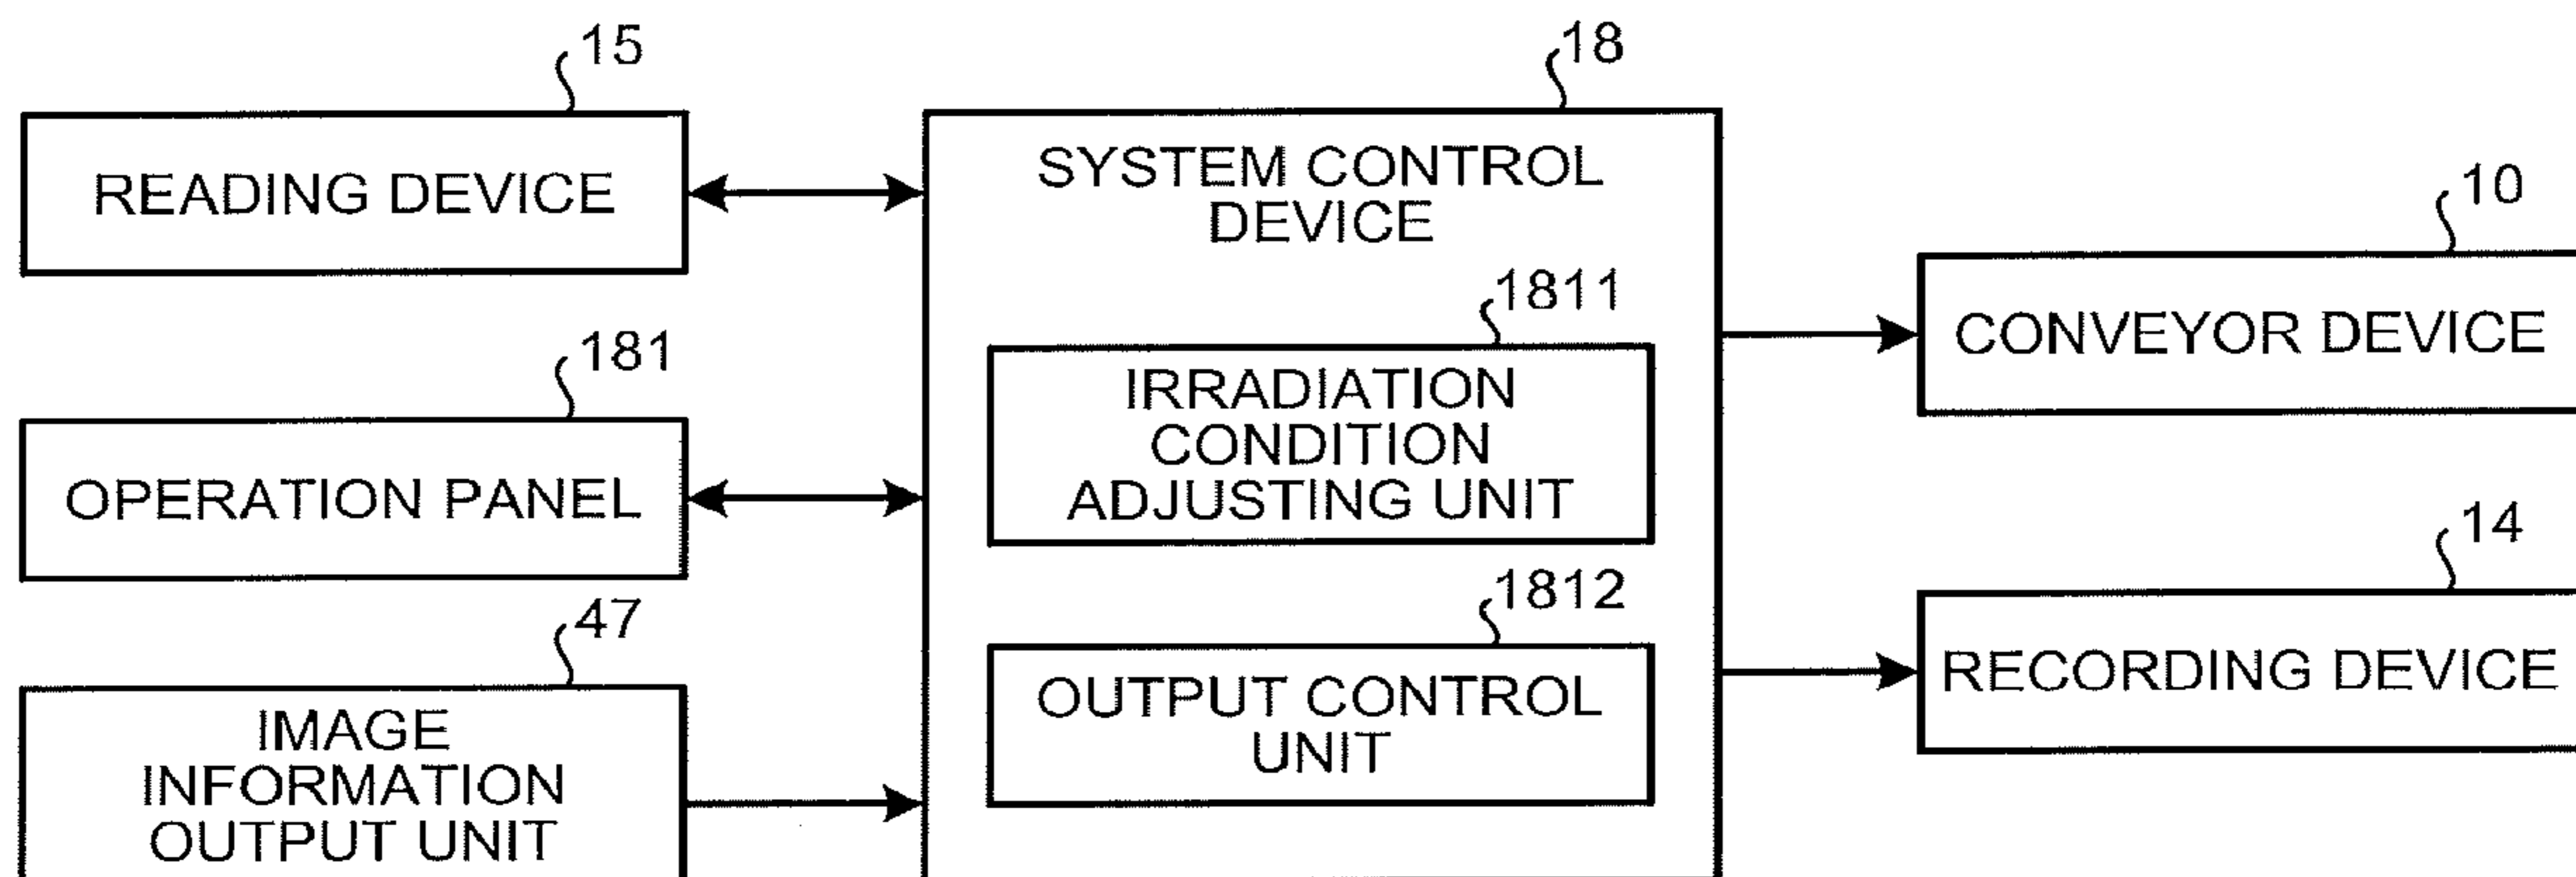 15
READING DEVICE
181
OPERATION PANEL
47
IMAGE
INFORMATION
OUTPUT UNIT
18
SYSTEM CONTROL
DEVICE
1811
IRRADIATION
CONDITION
ADJUSTING UNIT
1812
OUTPUT CONTROL
UNIT
10
CONVEYOR DEVICE
14
RECORDING DEVICE